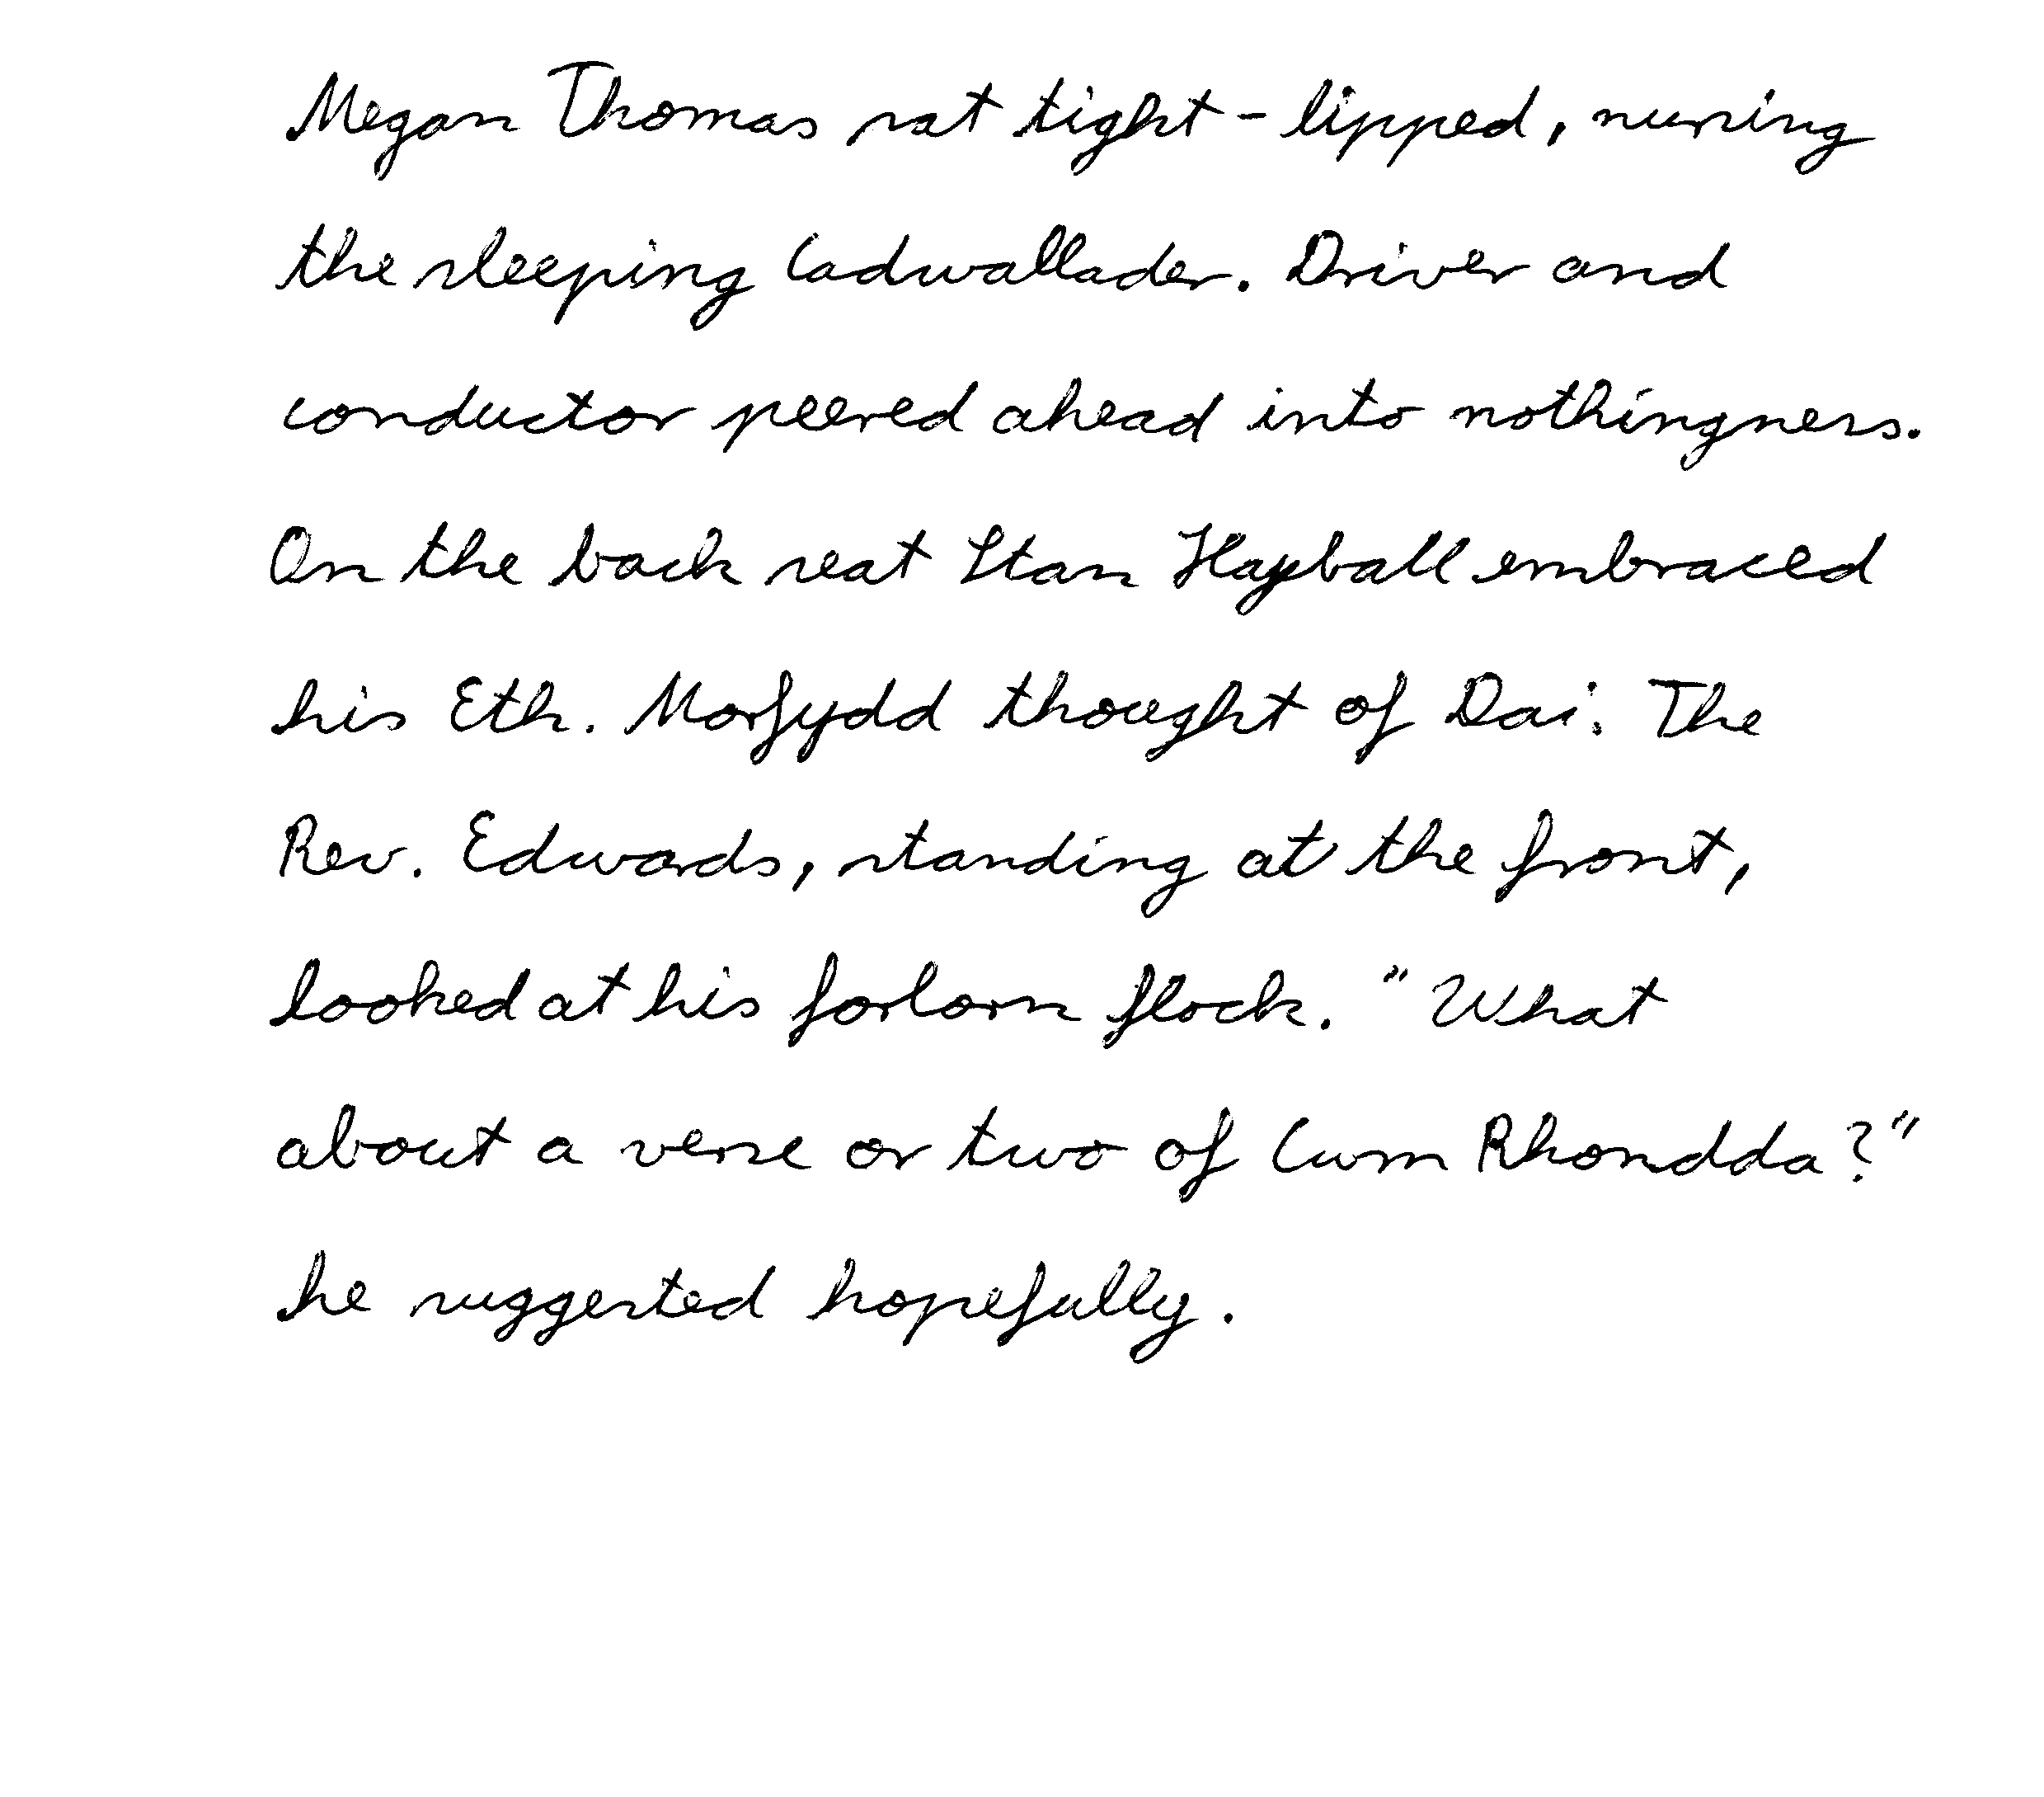 Megan Thomas sat tight-lipped, nursing
the sleeping Cadwallader. Driver and
conductor peered ahead into nothingness.
On the back seat Stan Hayball embraced
his Eth. Morfydd thought of Dai. The
Rev. Edwards, standing at the front,
looked at his forlorn flock. "What
about a verse or two of Cwm Rhondda?"
he suggested hopefully.